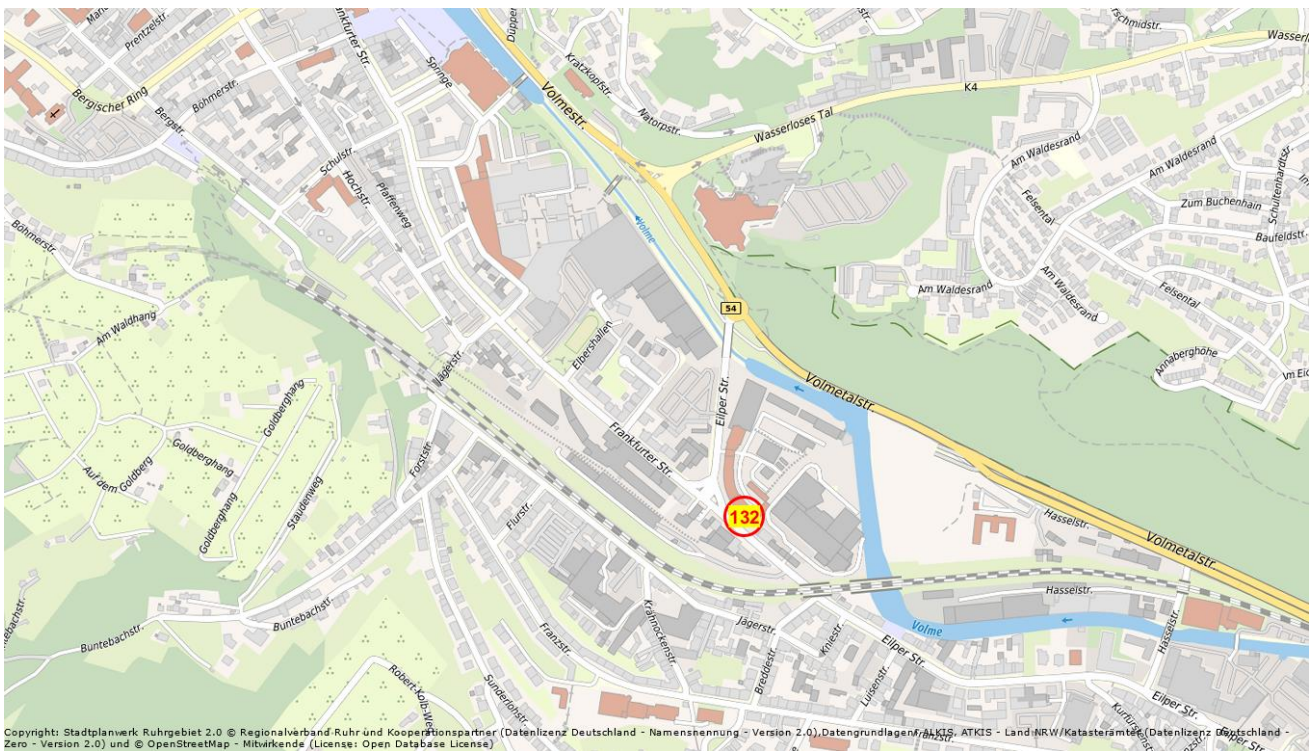 Prentzelstr.
Bergischer Ring
Böhmerstr.
Bergstr.
Frankfurter Str.
Springe
Schulstr.
Hochstr.
Pfaffenweg
Volmestr.
Kratzkopfstr.
Natorpstr.
Wasserloses Tal
K4
Am Waldesrand
Am Waldesrand
Felsental
Zum Buchenhain
Schultenhardtstr.
Baufeldstr.
Böhmerstr.
Volme
Am Waldesrand
Am Waldesrand
Felsental
54
Am Waldhang
Elbershallen
Annaberghöhe
Jägerstr.
Eilper Str.
Volmetalstr.
Goldberghang
Goldberghang
Auf dem Goldberg
Goldberghang
Staudenweg
Forststr.
Frankfurter Str.
Flurstr.
132
Hasselstr.
Volmetalstr.
Hasselstr.
Buntebachstr.
Buntebachstr.
Krähnockenstr.
Jägerstr.
Franzstr.
Breddestr.
Kniestr.
Luisenstr.
Eilper Str.
Volme
Hasselstr.
Robert-Kolb-Weg
Sunderlohstr.
Eilper Str.
Copyright: Stadtplanwerk Ruhrgebiet 2.0 © Regionalverband Ruhr und Kooperationspartner (Datenlizenz Deutschland - Namensnennung - Version 2.0), Datengrundlagen: ALKIS, ATKIS - Land NRW/Katasterämter (Datenlizenz Deutschland -
Zero - Version 2.0) und © OpenStreetMap - Mitwirkende (License: Open Database License)